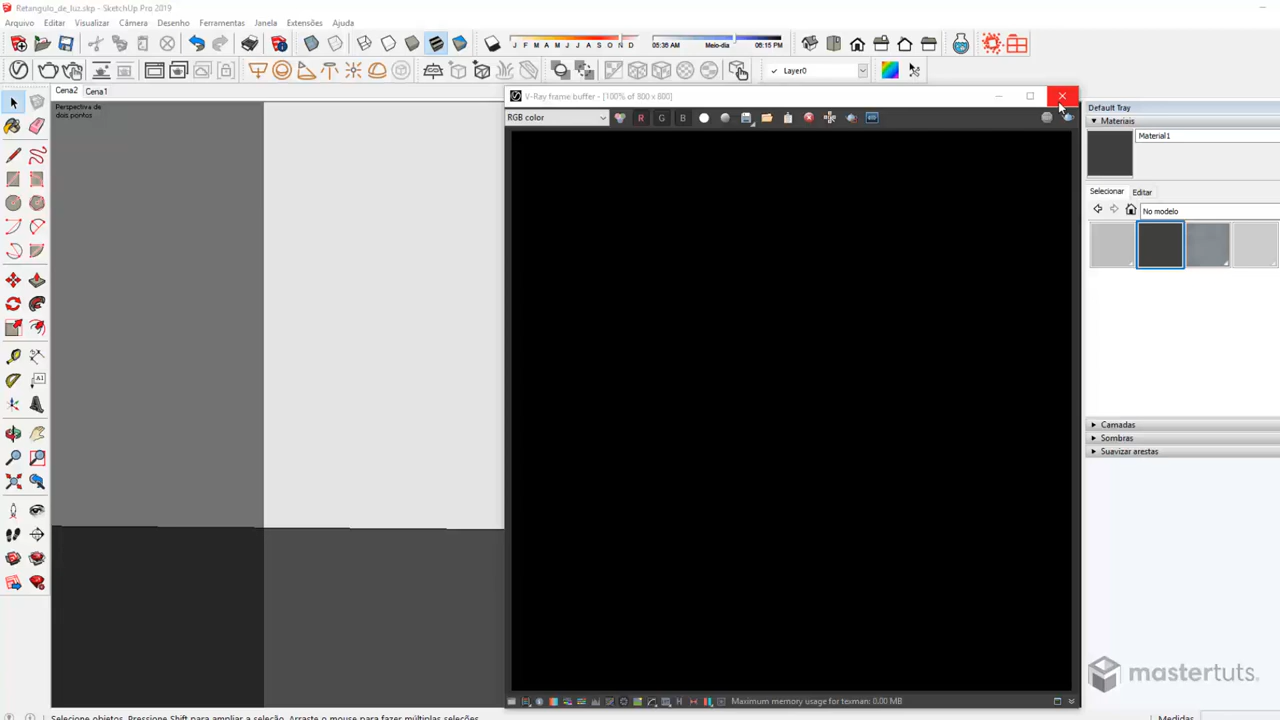 Retangulo_de_luz.skp - SketchUp Pro 2019
Arquivo Editar Visualizar Câmera Desenho Ferramentas Janela Extensões Ajuda
J F M A M J J A S O N D 05:36 AM Meio-dia 06:15 PM
Layer0
Cena2 Cena1
V-Ray frame buffer - [100% of 800 x 800]
Perspectiva de
dois pontos
RGB color
R G B
Default Tray
Materiais
Material1
Selecionar Editar
No modelo
Camadas
Sombras
Suavizar arestas
A1
mastertuts.
Maximum memory usage for texman: 0.00 MB
Selecione objetos. Pressione Shift para ampliar a seleção. Arraste o mouse para fazer múltiplas seleções.
Medidas